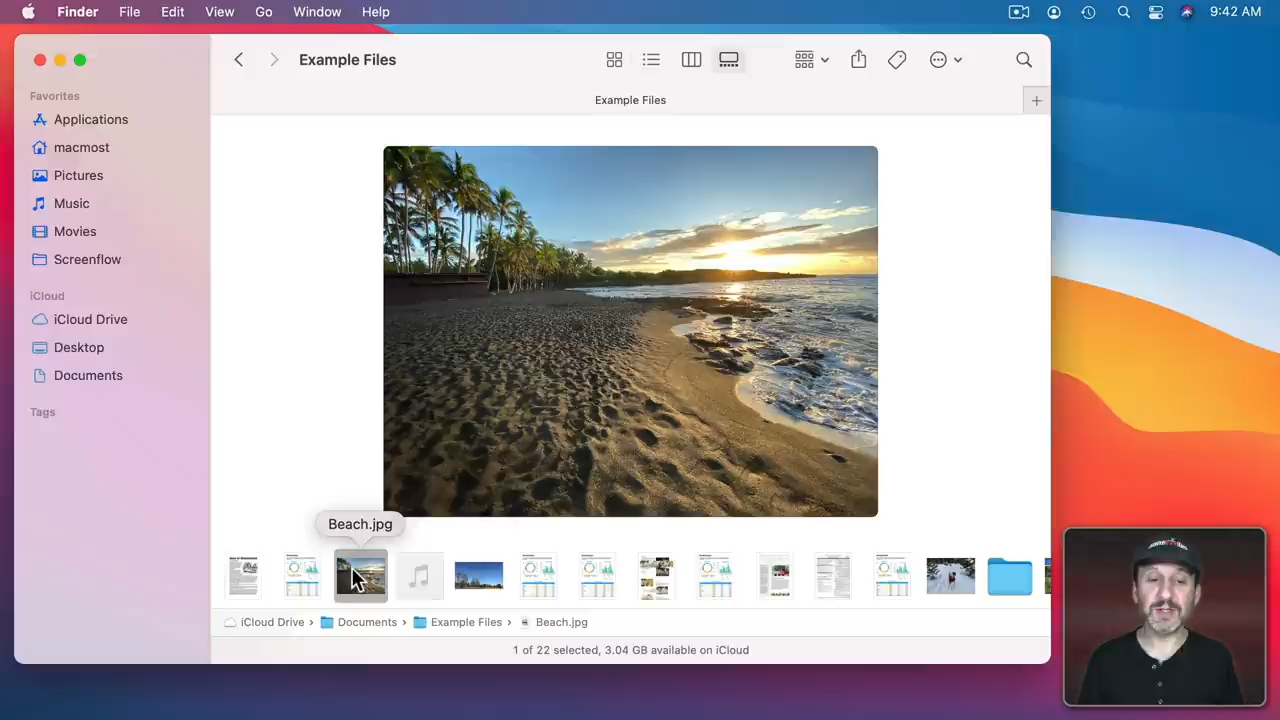 Finder File Edit View Go Window Help 9:42 AM
Example Files
Example Files
Favorites
Applications
macmost
Pictures
Music
Movies
Screenflow
iCloud
iCloud Drive
Desktop
Documents
Tags
Beach.jpg
iCloud Drive › Documents › Example Files › Beach.jpg
1 of 22 selected, 3.04 GB available on iCloud